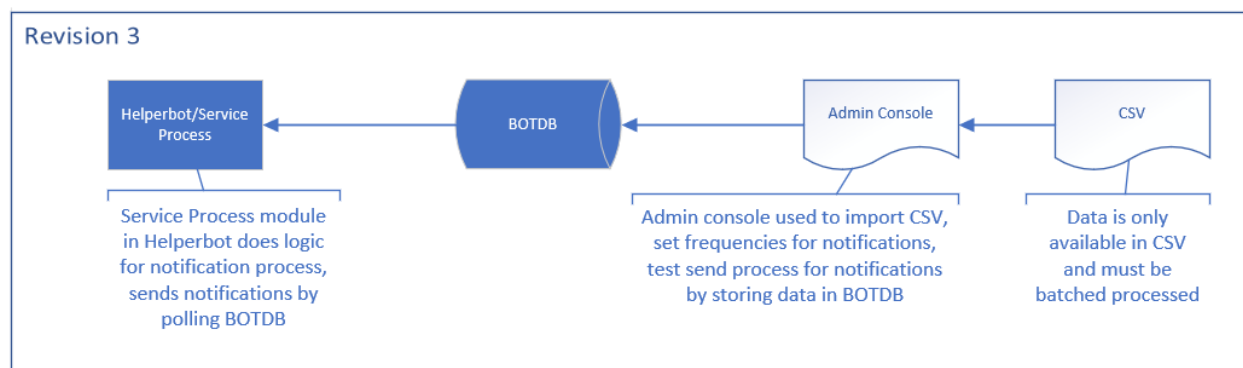 Revision 3
Helperbot/Service
Process
BOTDB
Admin Console
CSV
Service Process module
in Helperbot does logic
for notification process,
sends notifications by
polling BOTDB
Admin console used to import CSV,
set frequencies for notifications,
test send process for notifications
by storing data in BOTDB
Data is only
available in CSV
and must be
batched processed